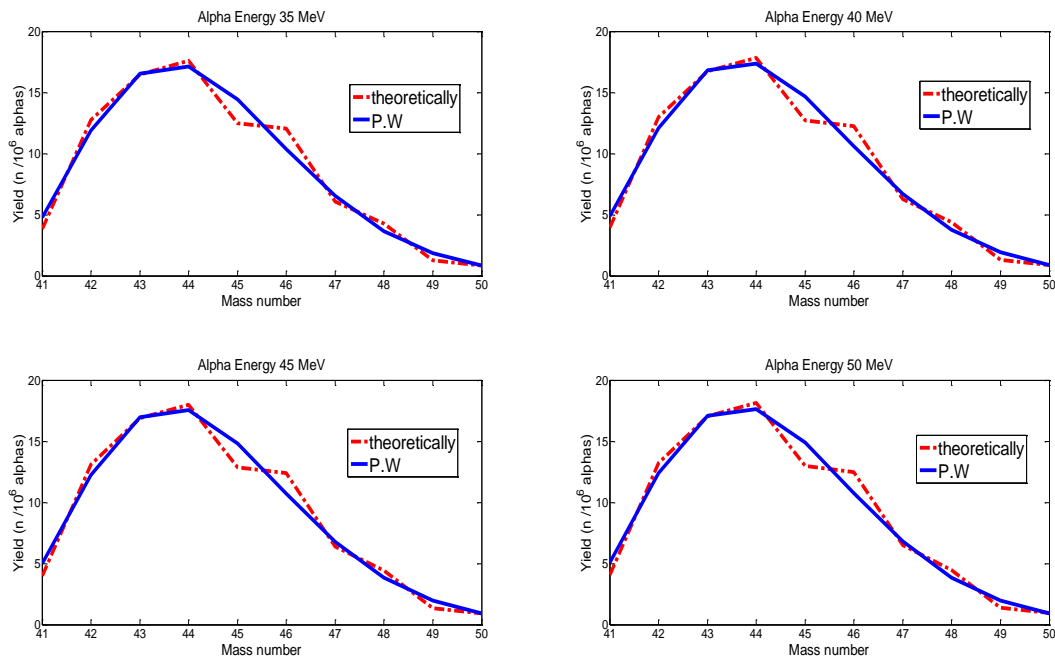 Alpha Energy 35 MeV
20
15
10
5
0
Yield (n /10^6 alphas)
theoretically
P.W
41 42 43 44 45 46 47 48 49 50
Mass number
Alpha Energy 40 MeV
20
15
10
5
0
Yield (n /10^6 alphas)
theoretically
P.W
41 42 43 44 45 46 47 48 49 50
Mass number
Alpha Energy 45 MeV
20
15
10
5
0
Yield (n /10^6 alphas)
theoretically
P.W
41 42 43 44 45 46 47 48 49 50
Mass number
Alpha Energy 50 MeV
20
15
10
5
0
Yield (n /10^6 alphas)
theoretically
P.W
41 42 43 44 45 46 47 48 49 50
Mass number